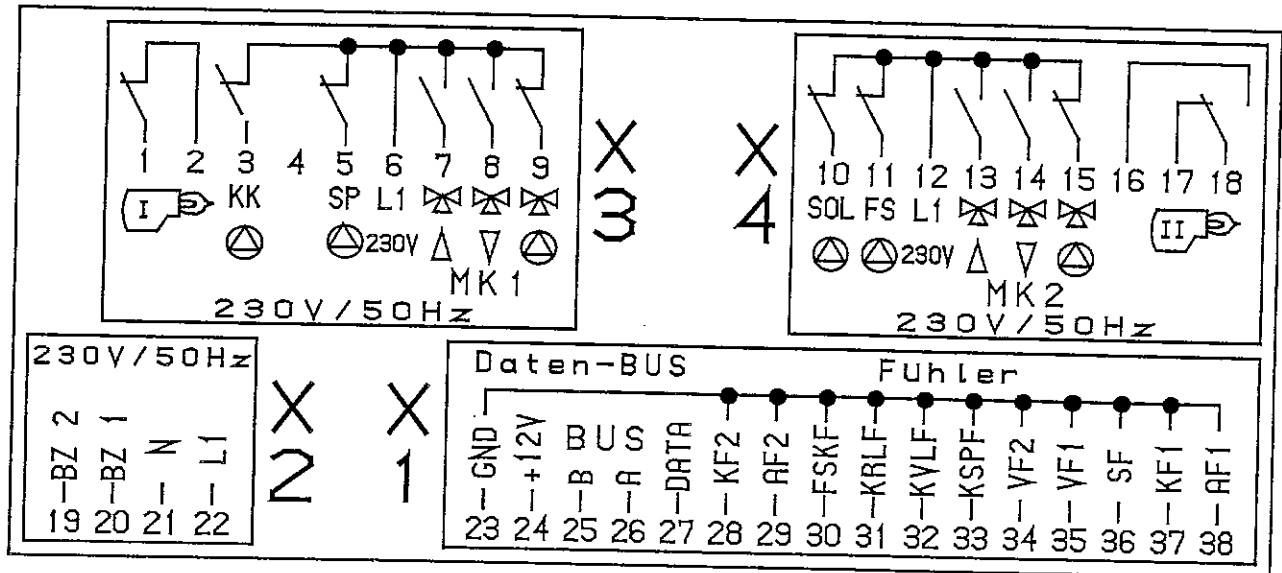 1 2 3 4 5 6 7 8 9
I KK SP L1
230V
MK1
230V/50Hz
X3
X4
10 11 12 13 14 15 16 17 18
SOL FS L1 II
230V
MK2
230V/50Hz
230V/50Hz
BZ 2
BZ 1
N
L1
19 20 21 22
X2
X1
Daten-BUS Fühler
GND
+12V
BUS
B
A
DATA
KF2
AF2
FSKF
KRLF
KVLF
KSPF
VF2
VF1
SF
KF1
AF1
23 24 25 26 27 28 29 30 31 32 33 34 35 36 37 38